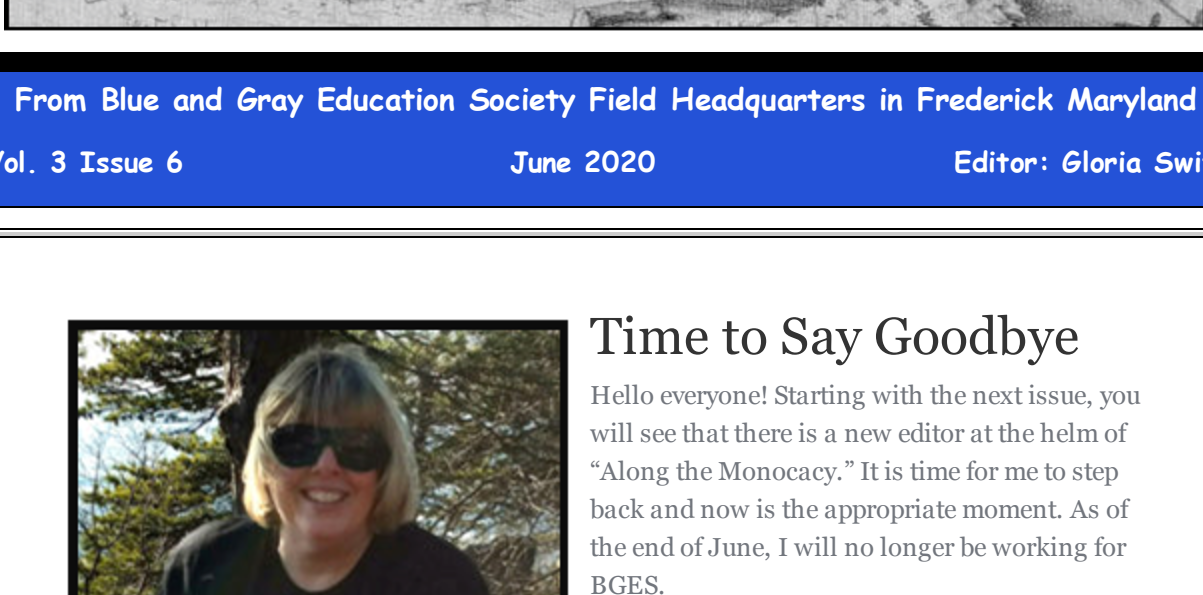 From Blue and Gray Education Society Field Headquarters in Frederick Maryland
Vol. 3 Issue 6 June 2020 Editor: Gloria
Time to Say Goodbye
Hello everyone! Starting with the next issue, you
will see that there is a new editor at the helm of
“Along the Monocacy.” It is time for me to step
back and now is the appropriate moment. As of
the end of June, I will no longer be working for
BGES.